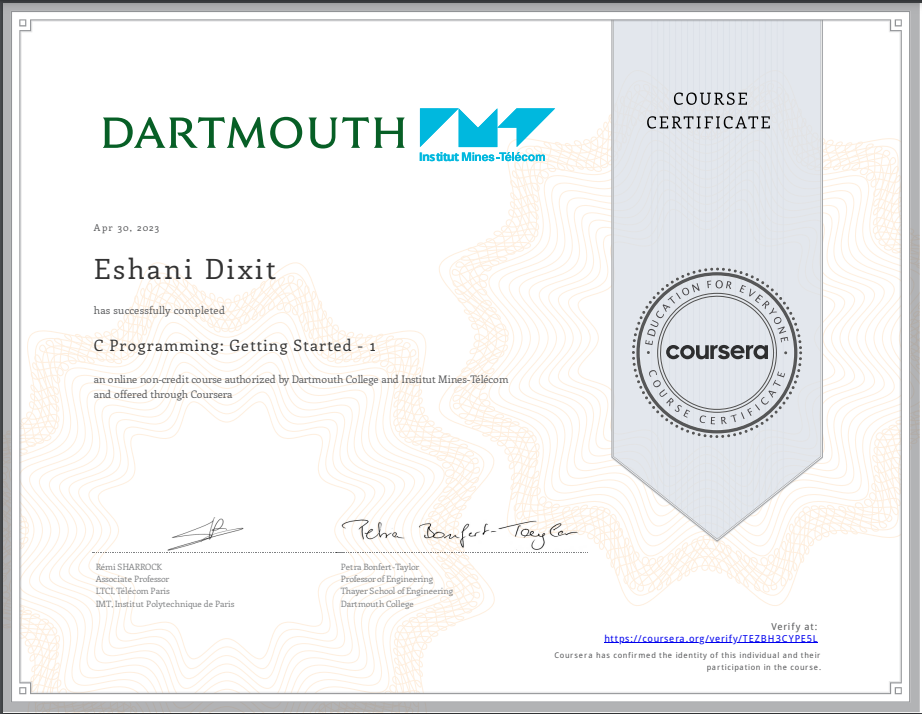 DARTMOUTH
IMT
Institut Mines-Télécom
COURSE
CERTIFICATE
Apr 30, 2023
Eshani Dixit
has successfully completed
C Programming: Getting Started - 1
an online non-credit course authorized by Dartmouth College and Institut Mines-Télécom
and offered through Coursera
EDUCATION FOR EVERYONE
coursera
COURSE CERTIFICATE
Petra Bonfert-Taylor
Rémi SHARROCK
Associate Professor
LTCI, Télécom Paris
IMT, Institut Polytechnique de Paris
Petra Bonfert-Taylor
Professor of Engineering
Thayer School of Engineering
Dartmouth College
Verify at:
https://coursera.org/verify/TEZBH3CYPE5L
Coursera has confirmed the identity of this individual and their
participation in the course.